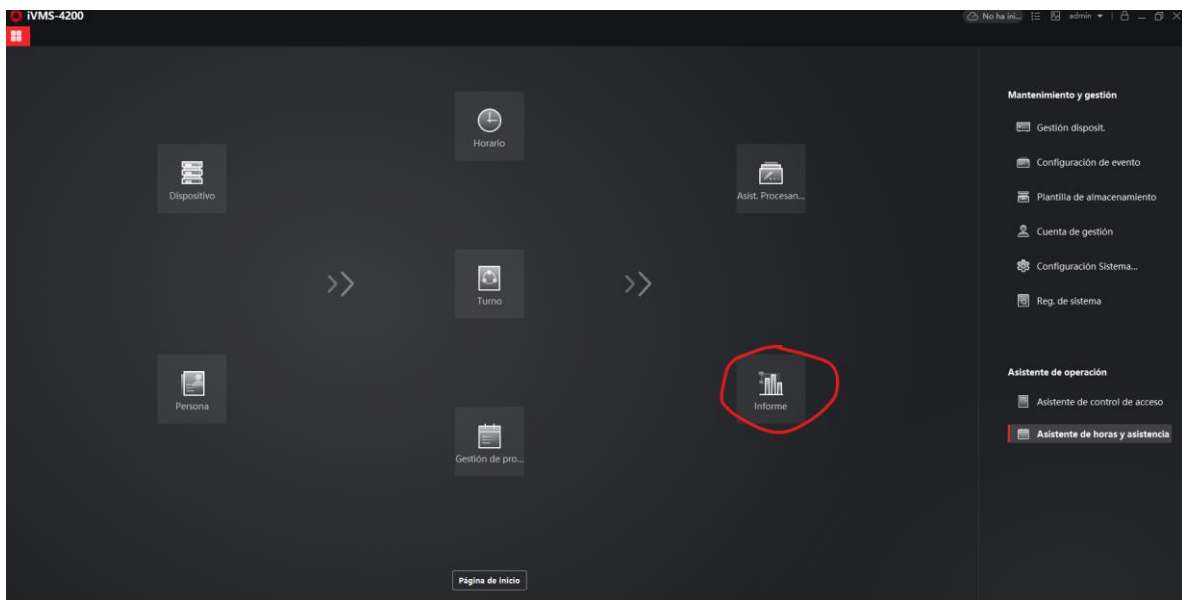 iVMS-4200
No ha ini... admin
Horario
Dispositivo
Asist. Procesan...
Turno
Persona
Informe
Gestión de pro...
Página de inicio
Mantenimiento y gestión
Gestión disposit.
Configuración de evento
Plantilla de almacenamiento
Cuenta de gestión
Configuración Sistema...
Reg. de sistema
Asistente de operación
Asistente de control de acceso
Asistente de horas y asistencia